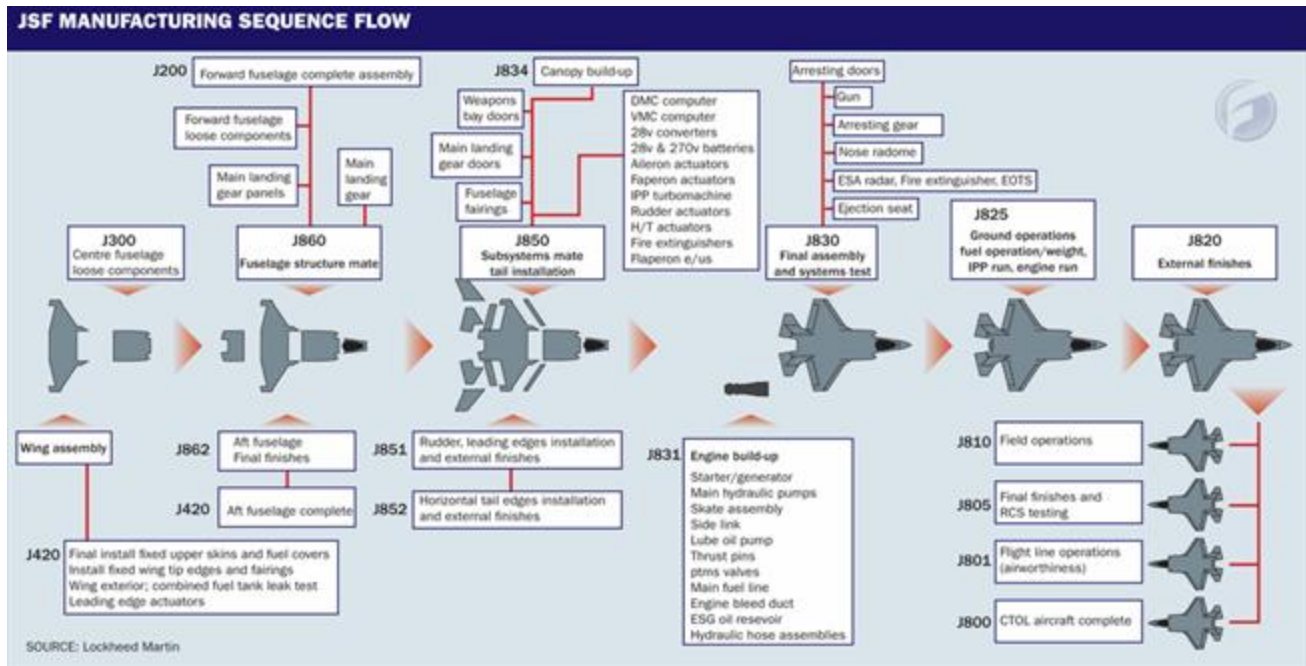 JSF MANUFACTURING SEQUENCE FLOW
J200
Forward fuselage complete assembly
Forward fuselage
loose components
Main landing
gear panels
Main
landing
gear
J834
Canopy build-up
Weapons
bay doors
Main landing
gear doors
Fuselage
fairings
DMC computer
VMC computer
28v converters
28v & 270v batteries
Aileron actuators
Faperon actuators
IPP turbomachine
Rudder actuators
H/T actuators
Fire extinguishers
Flaperon e/us
Arresting doors
Gun
Arresting gear
Nose radome
ESA radar, Fire extinguisher, EOTS
Ejection seat
J300
Centre fuselage
loose components
J860
Fuselage structure mate
J850
Subsystems mate
tail installation
J830
Final assembly
and systems test
J825
Ground operations
fuel operation/weight,
IPP run, engine run
J820
External finishes
Wing assembly
J420
Final install fixed upper skins and fuel covers
Install fixed wing tip edges and fairings
Wing exterior; combined fuel tank leak test
Leading edge actuators
J862
Aft fuselage
Final finishes
J420
Aft fuselage complete
J851
Rudder, leading edges installation
and external finishes
J852
Horizontal tail edges installation
and external finishes
J831
Engine build-up
Starter/generator
Main hydraulic pumps
Skate assembly
Side link
Lube oil pump
Thrust pins
ptms valves
Main fuel line
Engine bleed duct
ESG oil resevoir
Hydraulic hose assemblies
J810
Field operations
J805
Final finishes and
RCS testing
J801
Flight line operations
(airworthiness)
J800
CTOL aircraft complete
SOURCE: Lockheed Martin